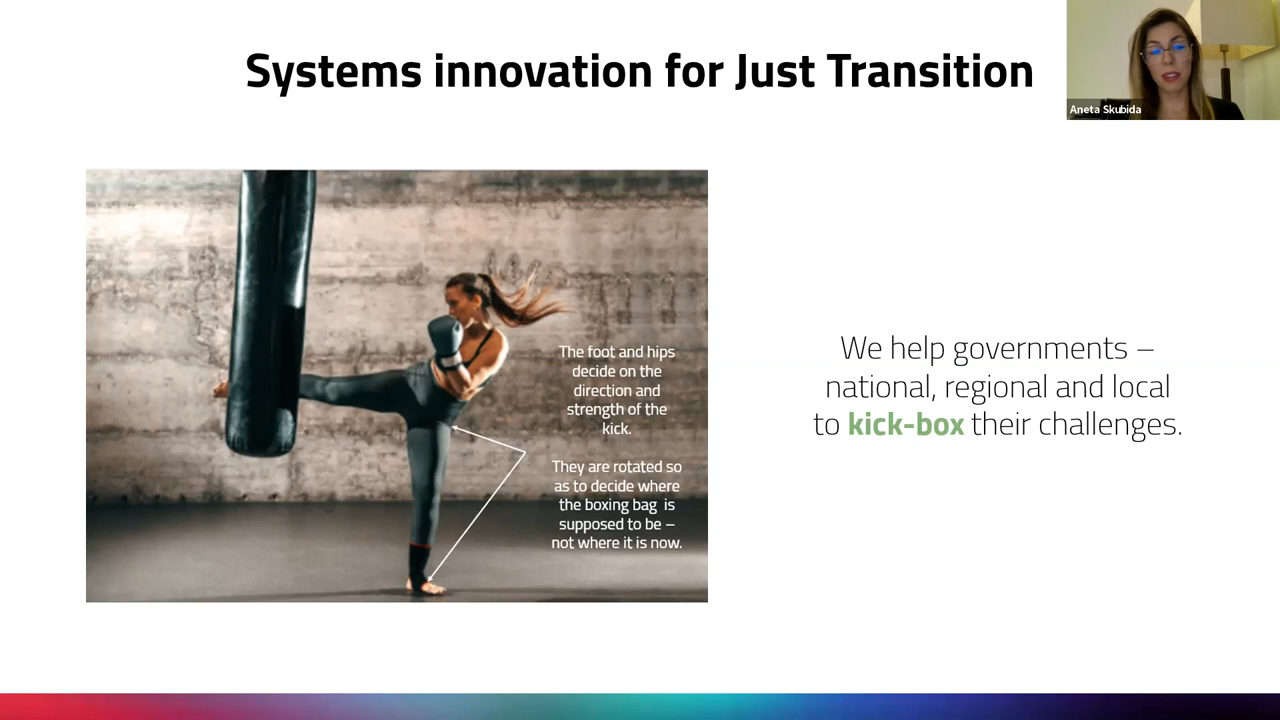 Systems innovation for Just Transition
Aneta Skubida
The foot and hips
decide on the
direction and
strength of the
kick.
They are rotated so
as to decide where
the boxing bag is
supposed to be –
not where it is now.
We help governments –
national, regional and local
to kick-box their challenges.